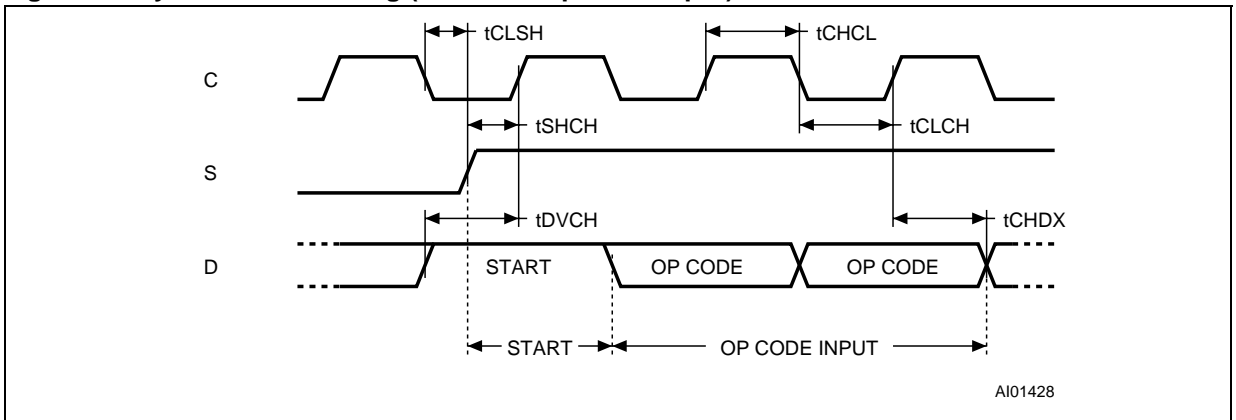 tCLSH
tCHCL
C
tSHCH
tCLCH
S
tDVCH
tCHDX
D
START
OP CODE
OP CODE
START
OP CODE INPUT
AI01428